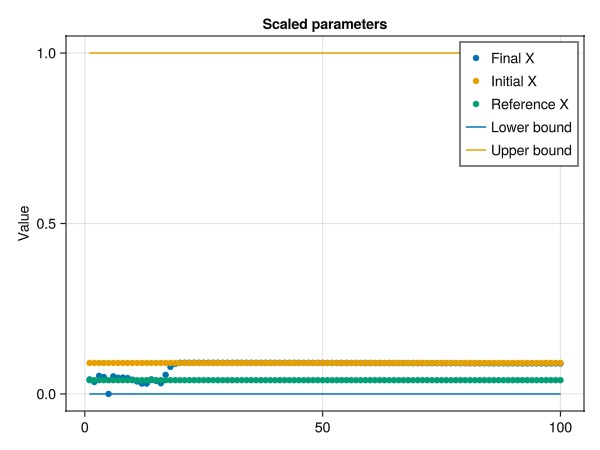 Scaled parameters
1.0
0.5
0.0
Value
0
50
100
Final X
Initial X
Reference X
Lower bound
Upper bound